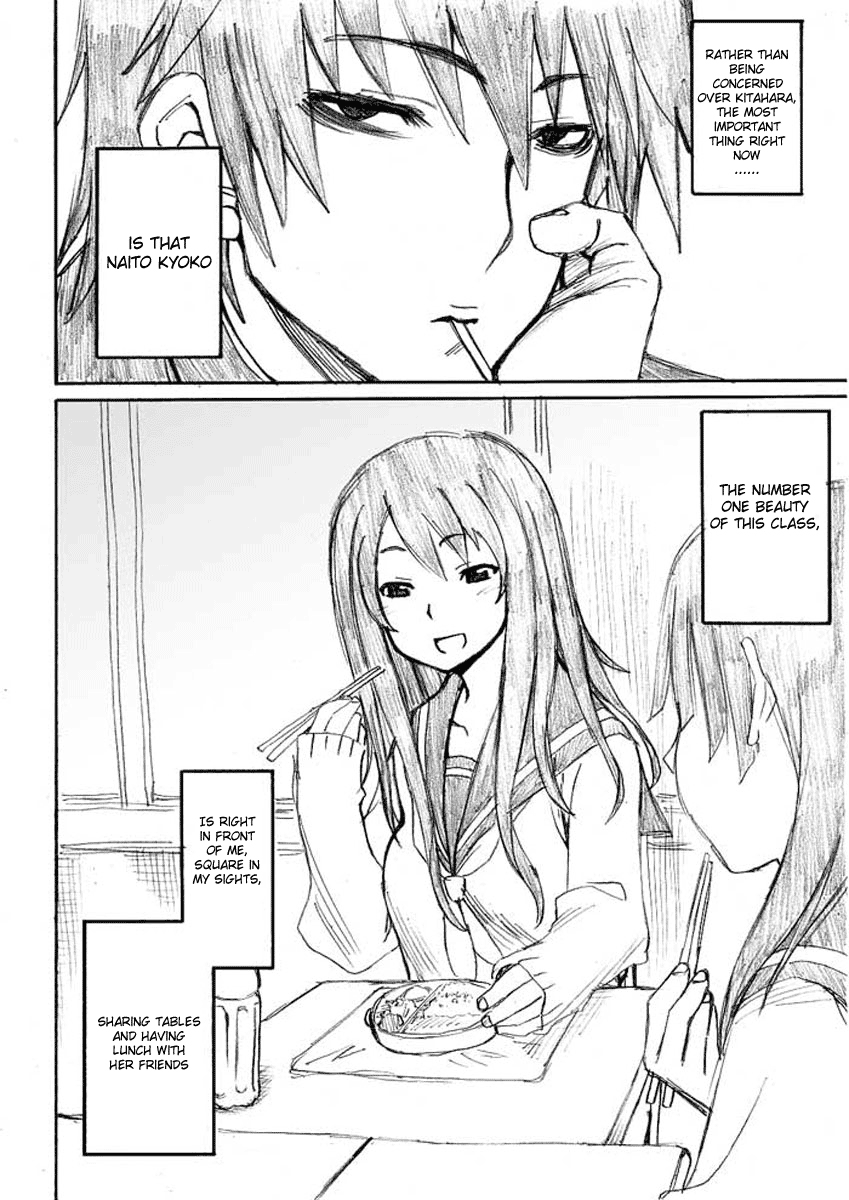 RATHER THAN
BEING
CONCERNED
OVER KITAHARA,
THE MOST
IMPORTANT
THING RIGHT
NOW
......
IS THAT
NAITO KYOKO
THE NUMBER
ONE BEAUTY
OF THIS CLASS,
IS RIGHT
IN FRONT
OF ME,
SQUARE IN
MY SIGHTS,
SHARING TABLES
AND HAVING
LUNCH WITH
HER FRIENDS